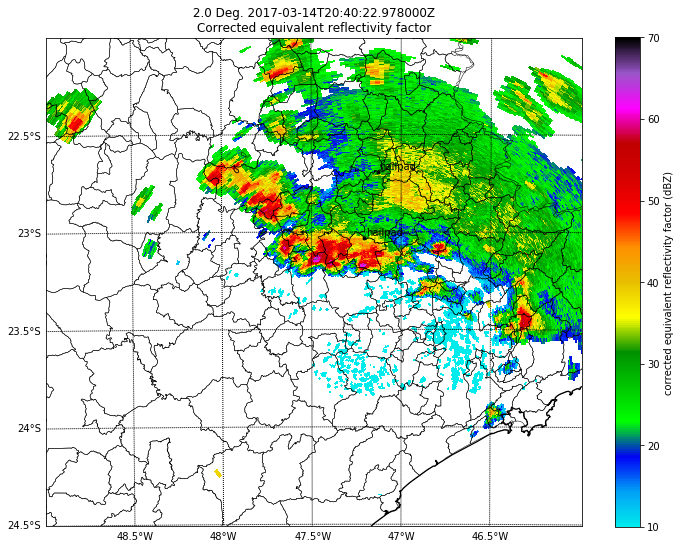 2.0 Deg. 2017-03-14T20:40:22.978000Z
Corrected equivalent reflectivity factor
70
60
50
40
30
20
10
corrected equivalent reflectivity factor (dBZ)
22.5°S
23°S
23.5°S
24°S
24.5°S
hailpad
hailpad
48.5°W
48°W
47.5°W
47°W
46.5°W